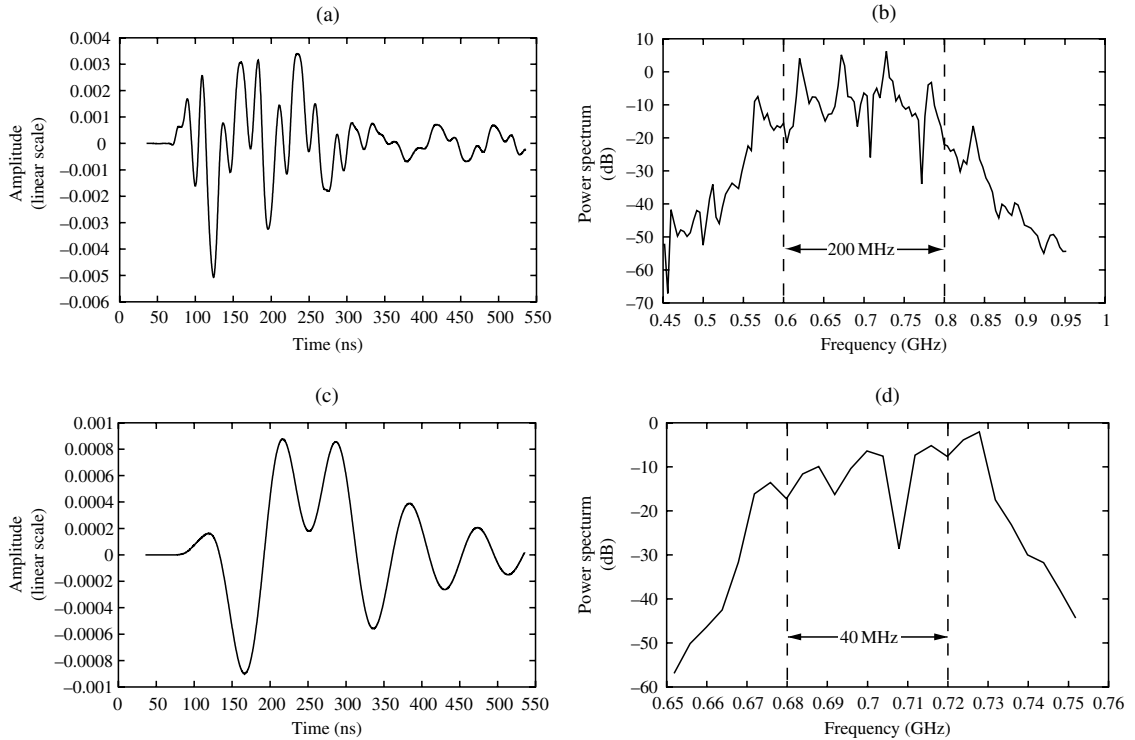 (a)
0.004
0.003
0.002
0.001
0
–0.001
–0.002
–0.003
–0.004
–0.005
–0.006
Amplitude
(linear scale)
0 50 100 150 200 250 300 350 400 450 500 550
Time (ns)
(b)
10
0
–10
–20
–30
–40
–50
–60
–70
Power spectrum
(dB)
200 MHz
0.45 0.5 0.55 0.6 0.65 0.7 0.75 0.8 0.85 0.9 0.95 1
Frequency (GHz)
(c)
0.001
0.0008
0.0006
0.0004
0.0002
0
–0.0002
–0.0004
–0.0006
–0.0008
–0.001
Amplitude
(linear scale)
0 50 100 150 200 250 300 350 400 450 500 550
Time (ns)
(d)
0
–10
–20
–30
–40
–50
–60
Power specturm
(dB)
40 MHz
0.65 0.66 0.67 0.68 0.69 0.7 0.71 0.72 0.73 0.74 0.75 0.76
Frequency (GHz)